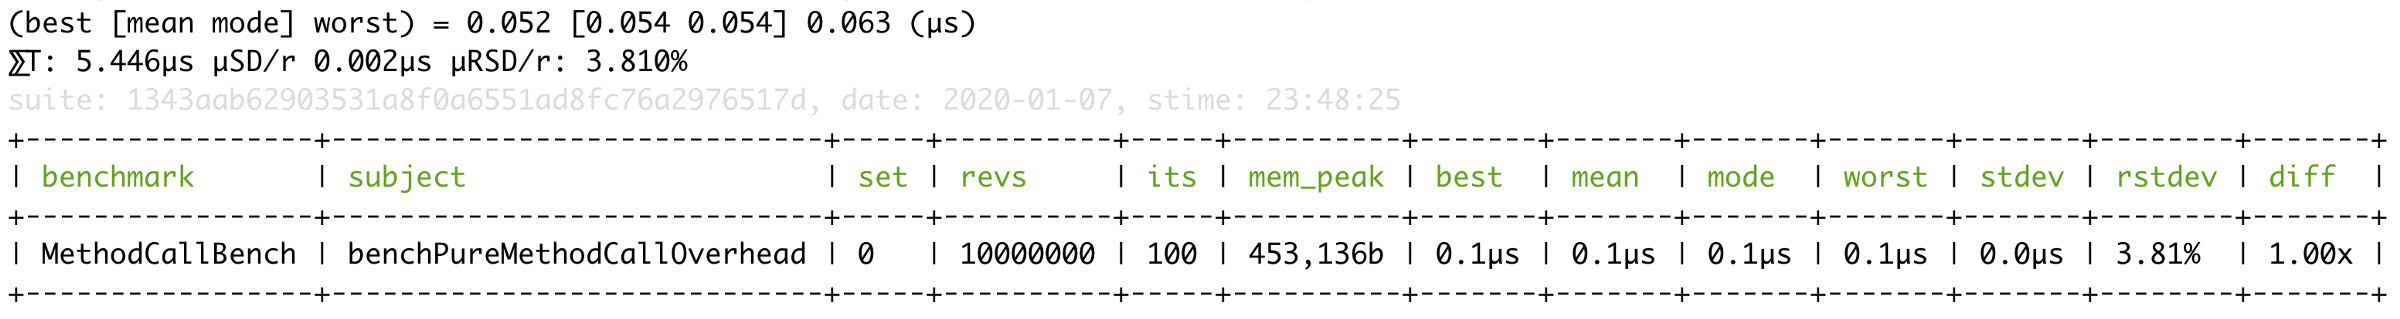 (best [mean mode] worst) = 0.052 [0.054 0.054] 0.063 (μs)
⅀T: 5.446μs μSD/r 0.002μs μRSD/r: 3.810%
suite: 1343aab62903531a8f0a6551ad8fc76a2976517d, date: 2020-01-07, stime: 23:48:25
+-----------------+-----------------------------+-----+----------+-----+----------+-------+-------+-------+-------+-------+--------+-------+
| benchmark       | subject                     | set | revs     | its | mem_peak | best  | mean  | mode  | worst | stdev | rstdev | diff  |
+-----------------+-----------------------------+-----+----------+-----+----------+-------+-------+-------+-------+-------+--------+-------+
| MethodCallBench | benchPureMethodCallOverhead | 0   | 10000000 | 100 | 453,136b | 0.1μs | 0.1μs | 0.1μs | 0.1μs | 0.0μs | 3.81%  | 1.00x |
+-----------------+-----------------------------+-----+----------+-----+----------+-------+-------+-------+-------+-------+--------+-------+